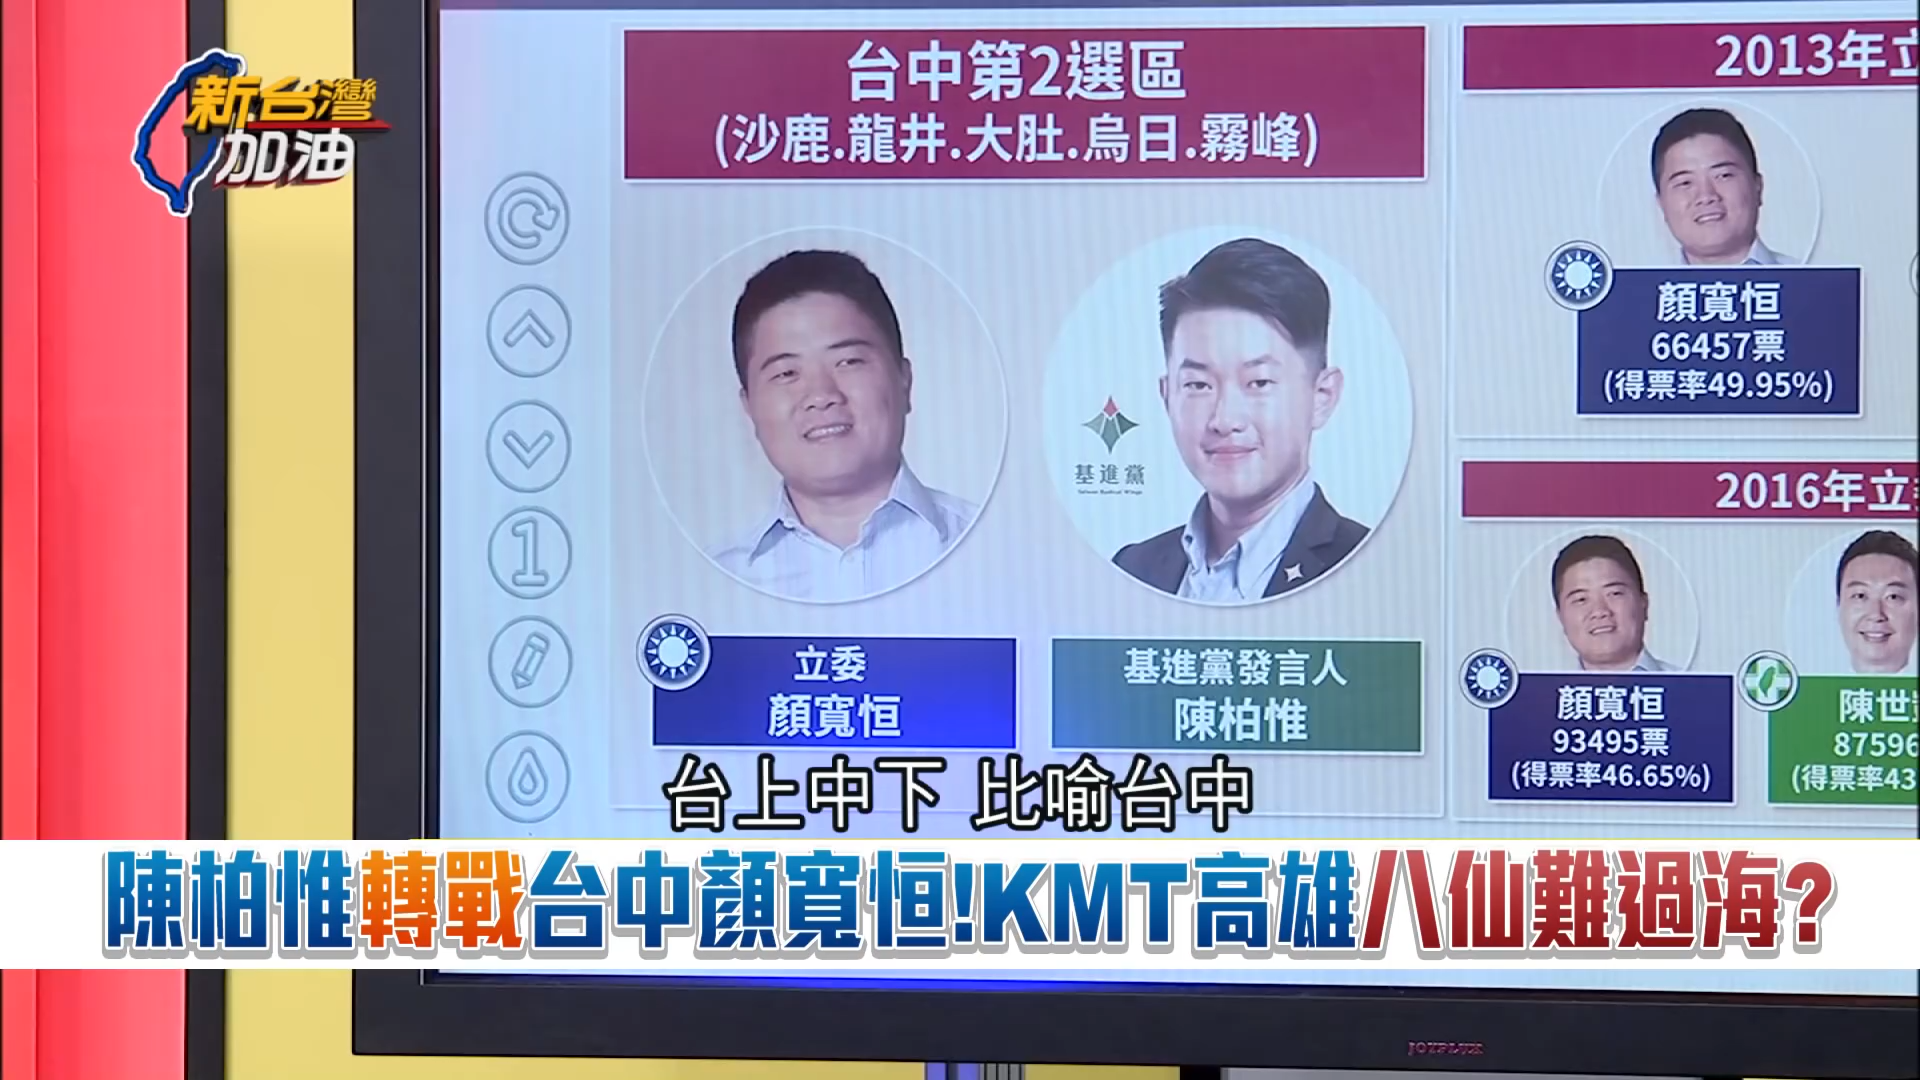 新台灣
加油
台中第2選區
(沙鹿.龍井.大肚.烏日.霧峰)
基進黨
Taiwan Radical Wings
立委
顏寬恒
基進黨發言人
陳柏惟
2013年立
顏寬恒
66457票
(得票率49.95%)
2016年立
顏寬恒
93495票
(得票率46.65%)
陳世
87596
(得票率43
台上中下 比喻台中
陳柏惟轉戰台中顏寬恒!KMT高雄八仙難過海?
JOYPLUX